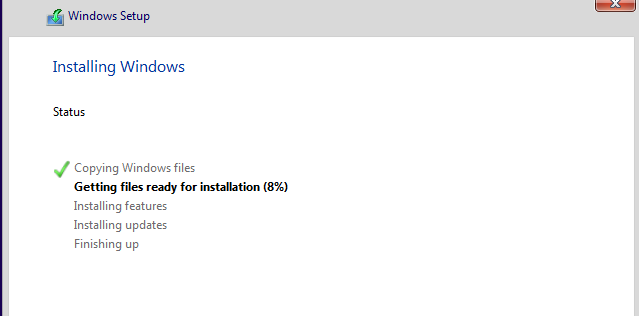 Windows Setup
Installing Windows
Status
Copying Windows files
Getting files ready for installation (8%)
Installing features
Installing updates
Finishing up